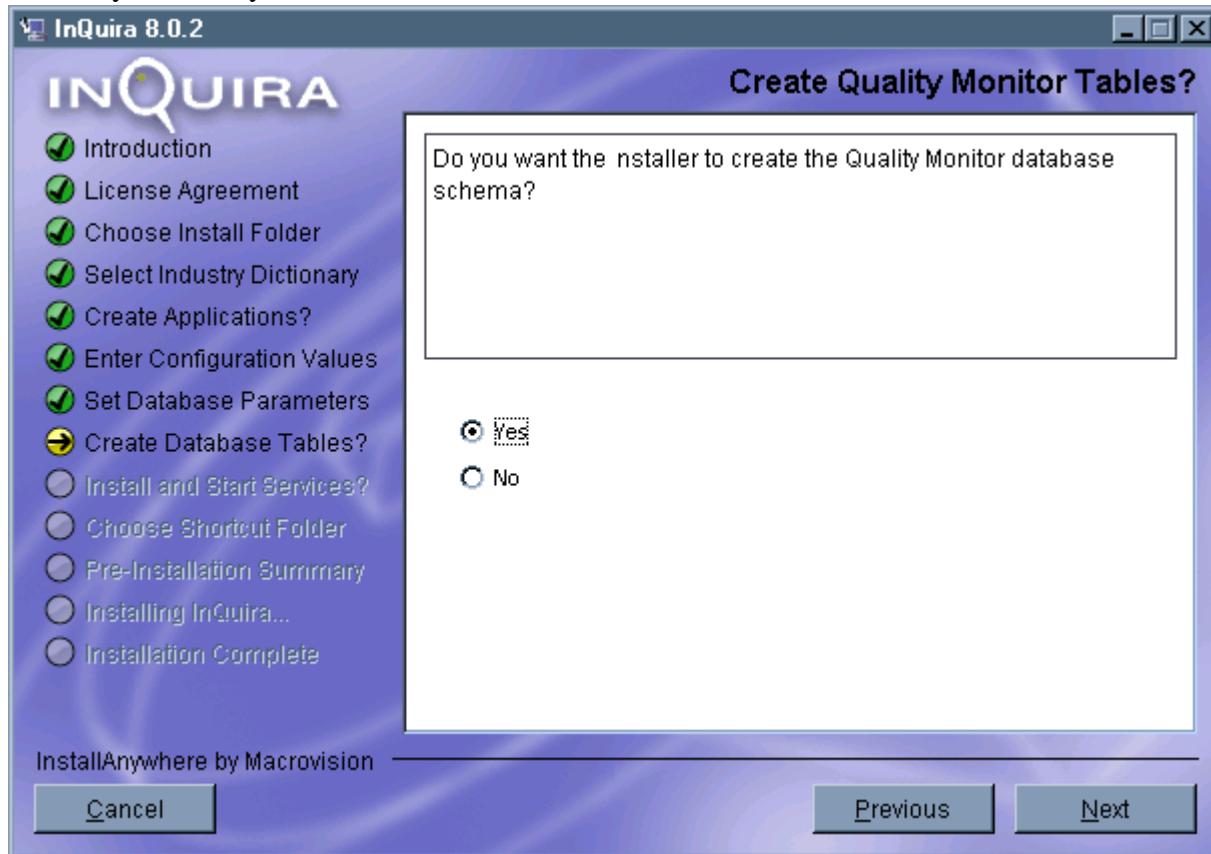 InQuira 8.0.2
INQUIRA
Create Quality Monitor Tables?
Introduction
License Agreement
Choose Install Folder
Select Industry Dictionary
Create Applications?
Enter Configuration Values
Set Database Parameters
Create Database Tables?
Install and Start Services?
Choose Shortcut Folder
Pre-Installation Summary
Installing InQuira...
Installation Complete
Do you want the nstaller to create the Quality Monitor database
schema?
Yes
No
InstallAnywhere by Macrovision
Cancel
Previous
Next